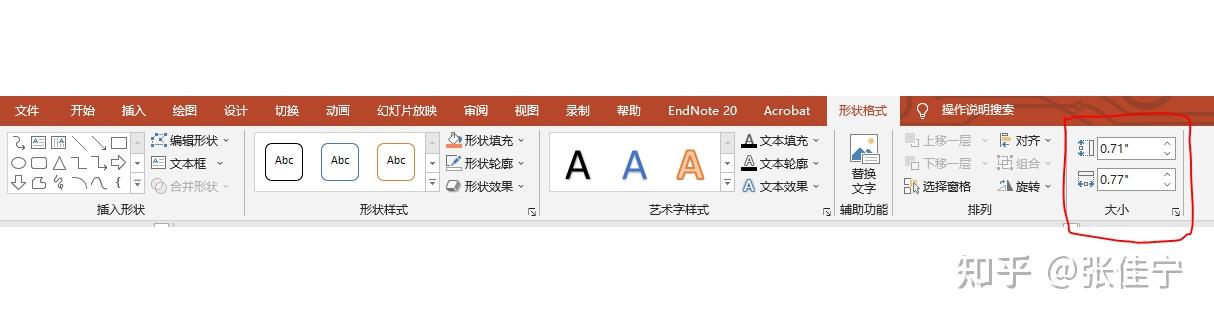 文件 开始 插入 绘图 设计 切换 动画 幻灯片放映 审阅 视图 录制 帮助 EndNote 20 Acrobat 形状格式 操作说明搜索
编辑形状 Abc Abc Abc 形状填充 A A A 文本填充 上移一层 对齐 0.71"
文本框 形状轮廓 文本轮廓 替换 下移一层 组合
合并形状 形状效果 文本效果 文字 选择窗格 旋转 0.77"
插入形状 形状样式 艺术字样式 辅助功能 排列 大小
知乎 @张佳宁